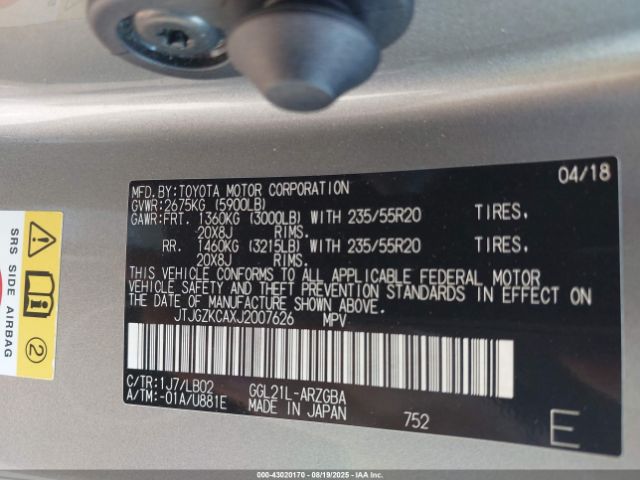 MFD.BY:TOYOTA MOTOR CORPORATION 04/18
GVWR:2675KG (5900LB)
GAWR:FRT. 1360KG (3000LB) WITH 235/55R20 TIRES,
20X8J RIMS.
RR. 1460KG (3215LB) WITH 235/55R20 TIRES,
20X8J RIMS.
THIS VEHICLE CONFORMS TO ALL APPLICABLE FEDERAL MOTOR
VEHICLE SAFETY AND THEFT PREVENTION STANDARDS IN EFFECT ON
THE DATE OF MANUFACTURE SHOWN ABOVE.
JTJGZKCAXJ2007626 MPV
C/TR:1J7/LB02 GGL21L-ARZGBA
A/TM:-01A/U881E MADE IN JAPAN 752 E
SRS SIDE AIRBAG
2
000-43020170 - 08/19/2025 - IAAI HOLDINGS, INC.